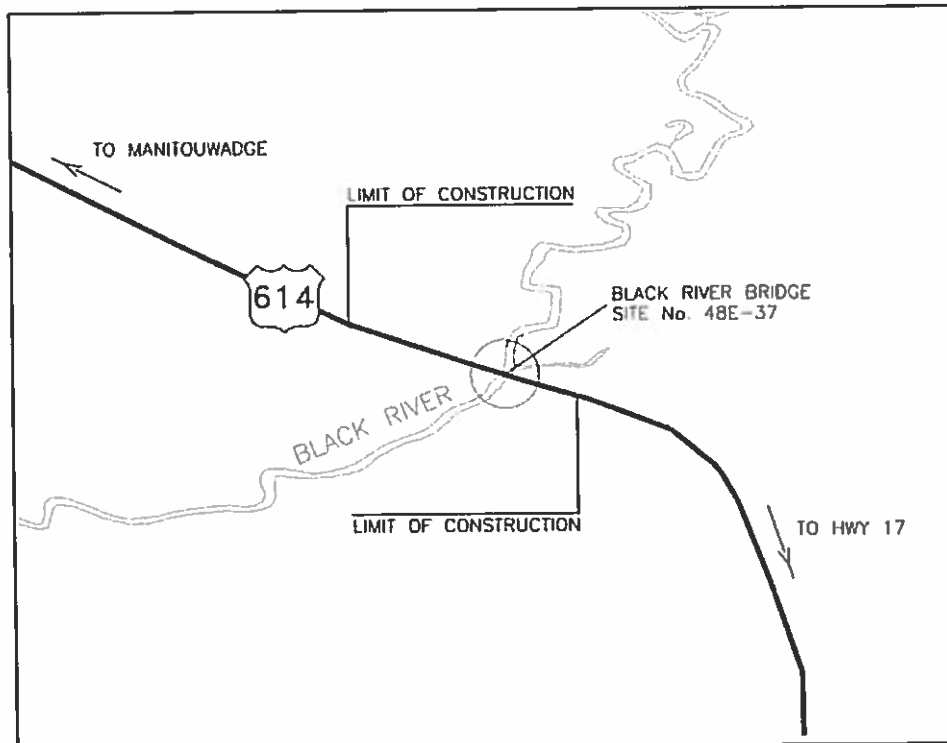 TO MANITOUWADGE
LIMIT OF CONSTRUCTION
614
BLACK RIVER BRIDGE
SITE No. 48E-37
BLACK RIVER
LIMIT OF CONSTRUCTION
TO HWY 17